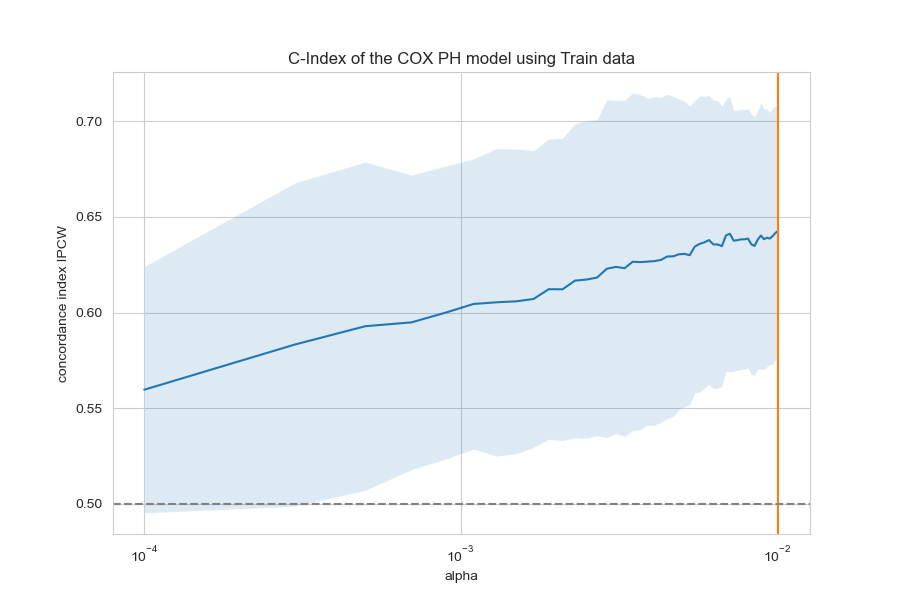 C-Index of the COX PH model using Train data
concordance index IPCW
0.70
0.65
0.60
0.55
0.50
10⁻⁴ 10⁻³ 10⁻²
alpha